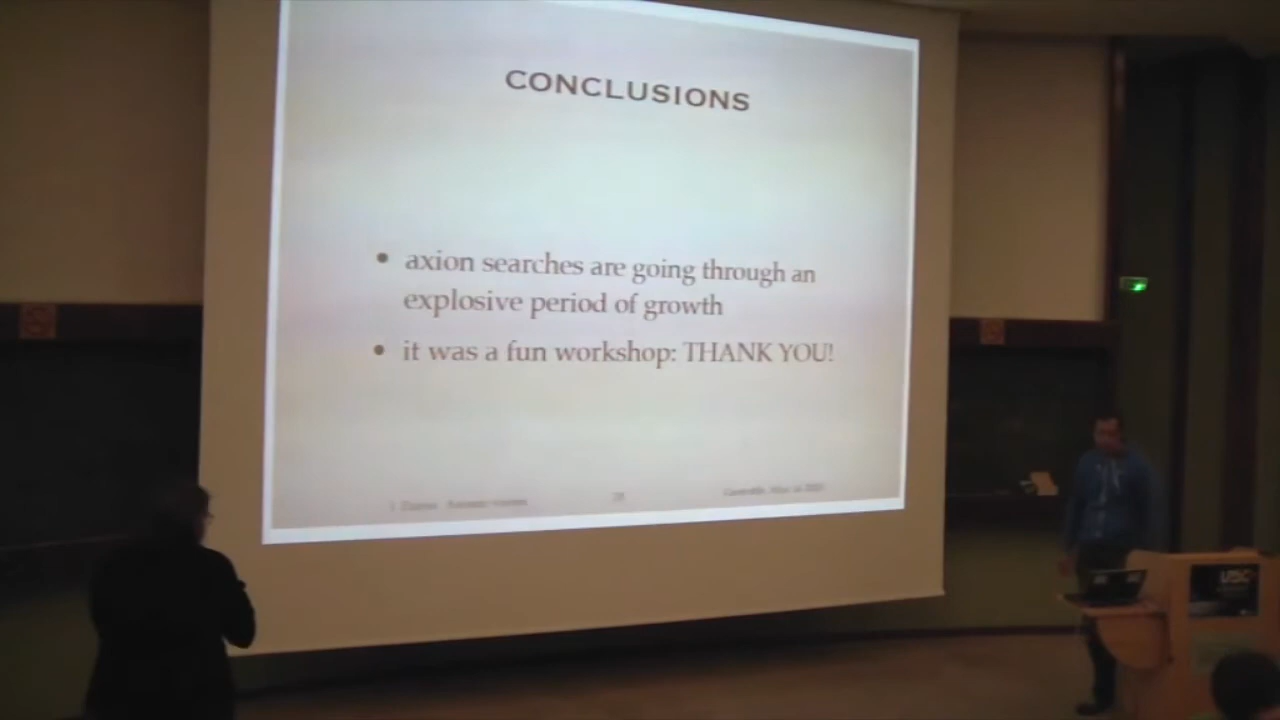 CONCLUSIONS
• axion searches are going through an
explosive period of growth
• it was a fun workshop: THANK YOU!